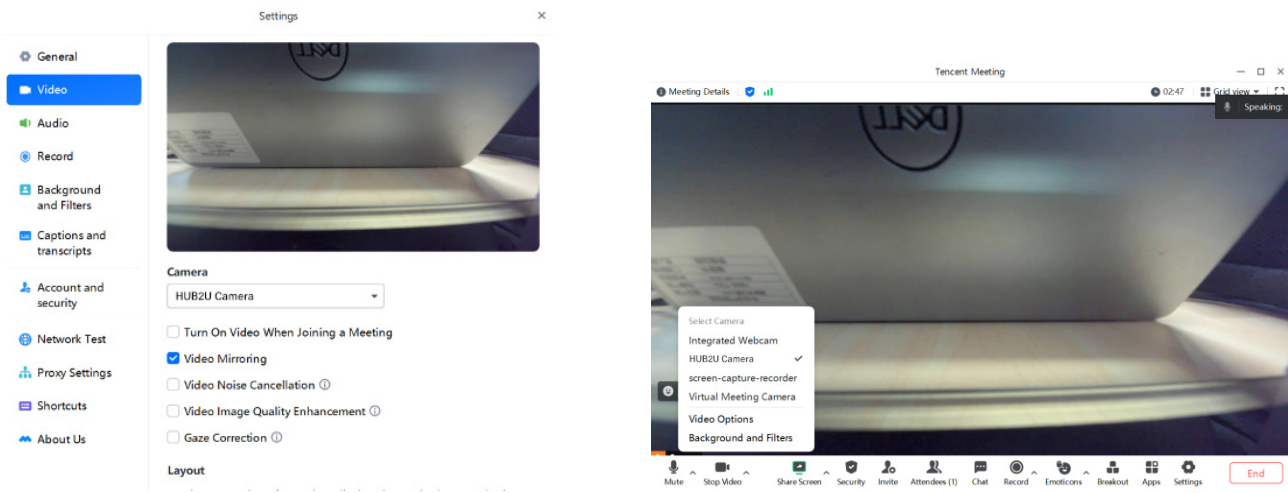 Settings
General
Video
Audio
Record
Background
and Filters
Captions and
transcripts
Account and
security
Network Test
Proxy Settings
Shortcuts
About Us
Camera
HUB2U Camera
Turn On Video When Joining a Meeting
Video Mirroring
Video Noise Cancellation
Video Image Quality Enhancement
Gaze Correction
Layout
Tencent Meeting
Meeting Details
02:47
Grid view
Speaking:
DELL
Select Camera
Integrated Webcam
HUB2U Camera
screen-capture-recorder
Virtual Meeting Camera
Video Options
Background and Filters
Mute
Stop Video
Share Screen
Security
Invite
Attendees (1)
Chat
Record
Emoticons
Breakout
Apps
Settings
End